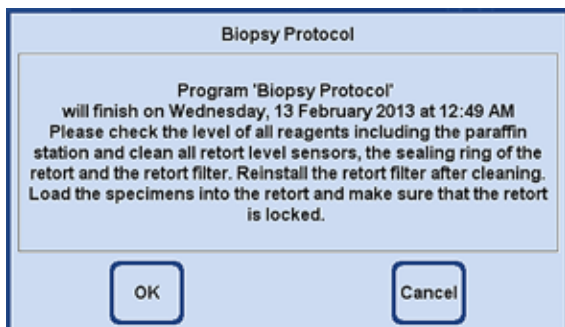 Biopsy Protocol
Program 'Biopsy Protocol'
will finish on Wednesday, 13 February 2013 at 12:49 AM
Please check the level of all reagents including the paraffin
station and clean all retort level sensors, the sealing ring of the
retort and the retort filter. Reinstall the retort filter after cleaning.
Load the specimens into the retort and make sure that the retort
is locked.
OK
Cancel